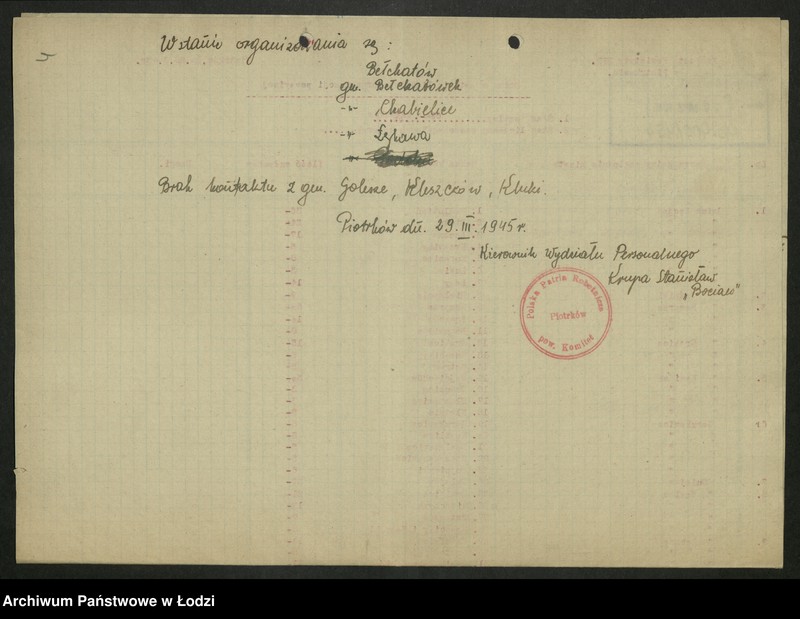 W stanie organizowania są:
Bełchatów
gm. Bełchatówek
-"- Chabielice
-"- Łękawa
-"-
Brak kontaktu z gm. Golesze, Kleszczów, Kluki.
Piotrków dn. 29.III.1945 r.
Kierownik Wydziału Personalnego
Krupa Stanisław
"Bocian"
Polska Partia Robotnicza
Piotrków
pow. Komitet
Archiwum Państwowe w Łodzi